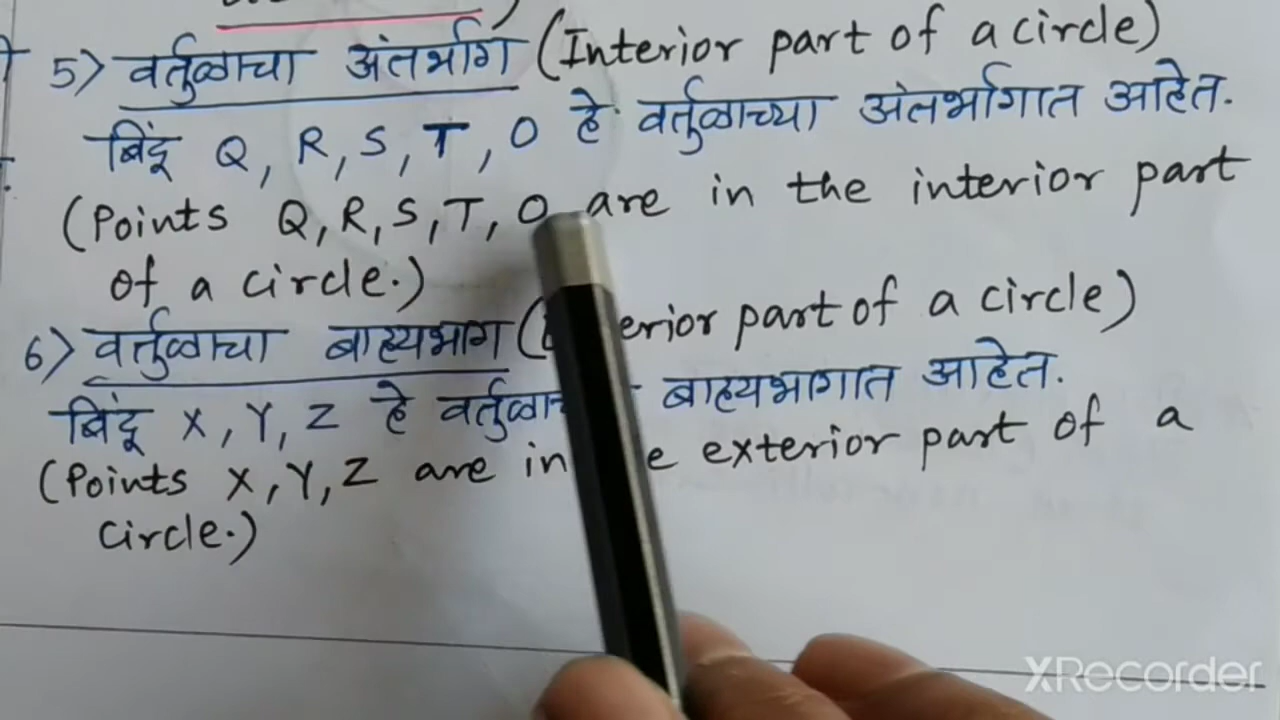 5) वर्तुळाचा अंतर्भाग (Interior part of a circle)
बिंदू Q, R, S, T, O हे वर्तुळाच्या अंतर्भागात आहेत.
(Points Q, R, S, T, O are in the interior part
of a circle.)
6) वर्तुळाचा बाह्यभाग ( erior part of a circle)
बिंदू X, Y, Z हे बाह्यभागात आहेत.
(Points X, Y, Z are in e exterior part of a
circle.)
XRecorder